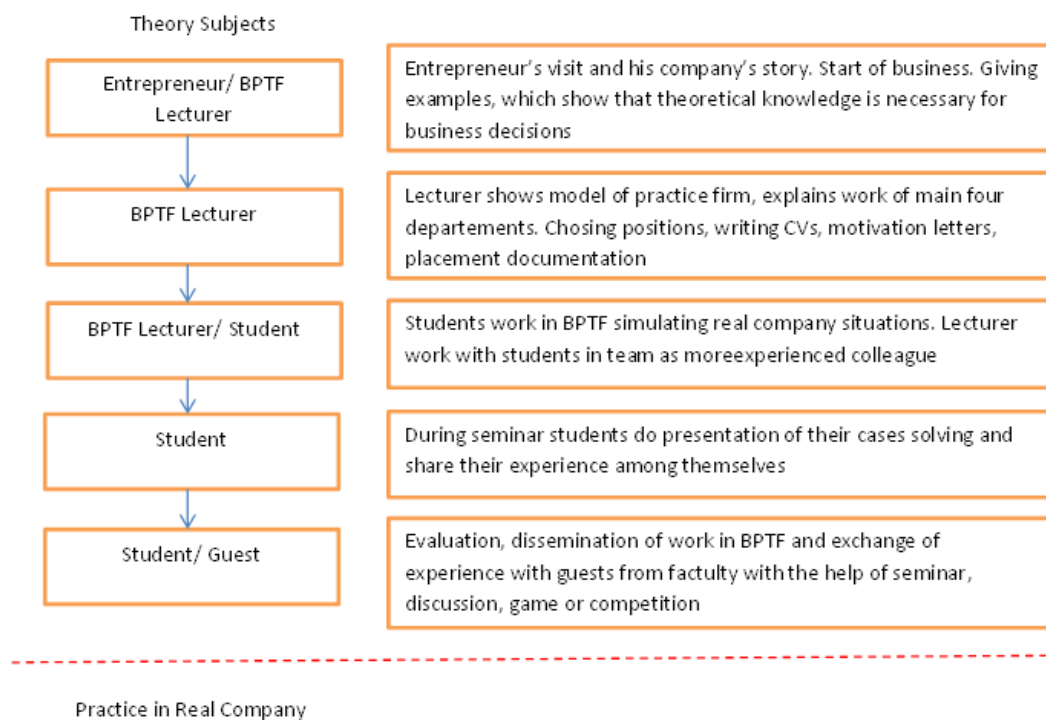 Theory Subjects
Entrepreneur/ BPTF
Lecturer
Entrepreneur's visit and his company's story. Start of business. Giving
examples, which show that theoretical knowledge is necessary for
business decisions
BPTF Lecturer
Lecturer shows model of practice firm, explains work of main four
departements. Chosing positions, writing CVs, motivation letters,
placement documentation
BPTF Lecturer/ Student
Students work in BPTF simulating real company situations. Lecturer
work with students in team as moreexperienced colleague
Student
During seminar students do presentation of their cases solving and
share their experience among themselves
Student/ Guest
Evaluation, dissemination of work in BPTF and exchange of
experience with guests from factulty with the help of seminar,
discussion, game or competition
Practice in Real Company